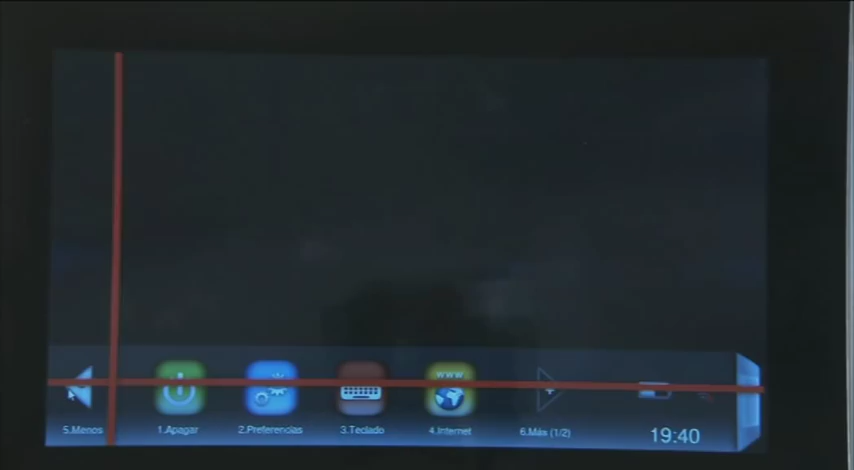 WWW
5.Menos
1.Apagar
2.Preferencias
3.Teclado
4.Internet
6.Más (1/2)
19:40